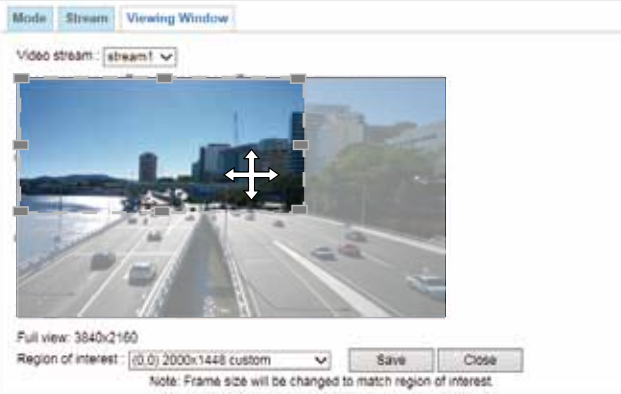 Mode Stream Viewing Window
Video stream : stream1
Full view: 3840x2160
Region of interest : (0,0) 2000x1448 custom Save Close
Note: Frame size will be changed to match region of interest.